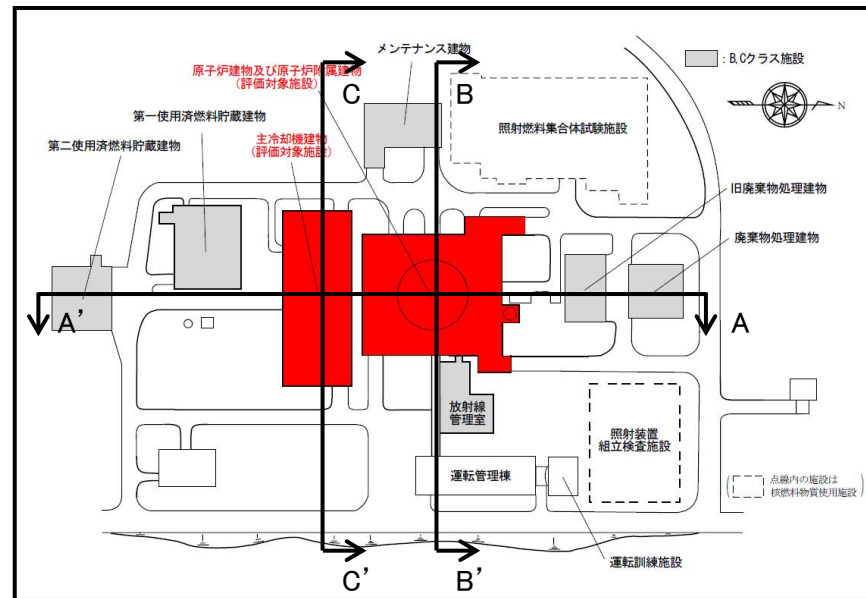 メンテナンス建物
原子炉建物及び原子炉附属建物
(評価対象施設)
C
B
:B,Cクラス施設
N
第一使用済燃料貯蔵建物
主冷却機建物
(評価対象施設)
照射燃料集合体試験施設
第二使用済燃料貯蔵建物
旧廃棄物処理建物
廃棄物処理建物
A'
A
放射線
管理室
照射装置
組立検査施設
運転管理棟
点線内の施設は
核燃料物質使用施設
運転訓練施設
C'
B'